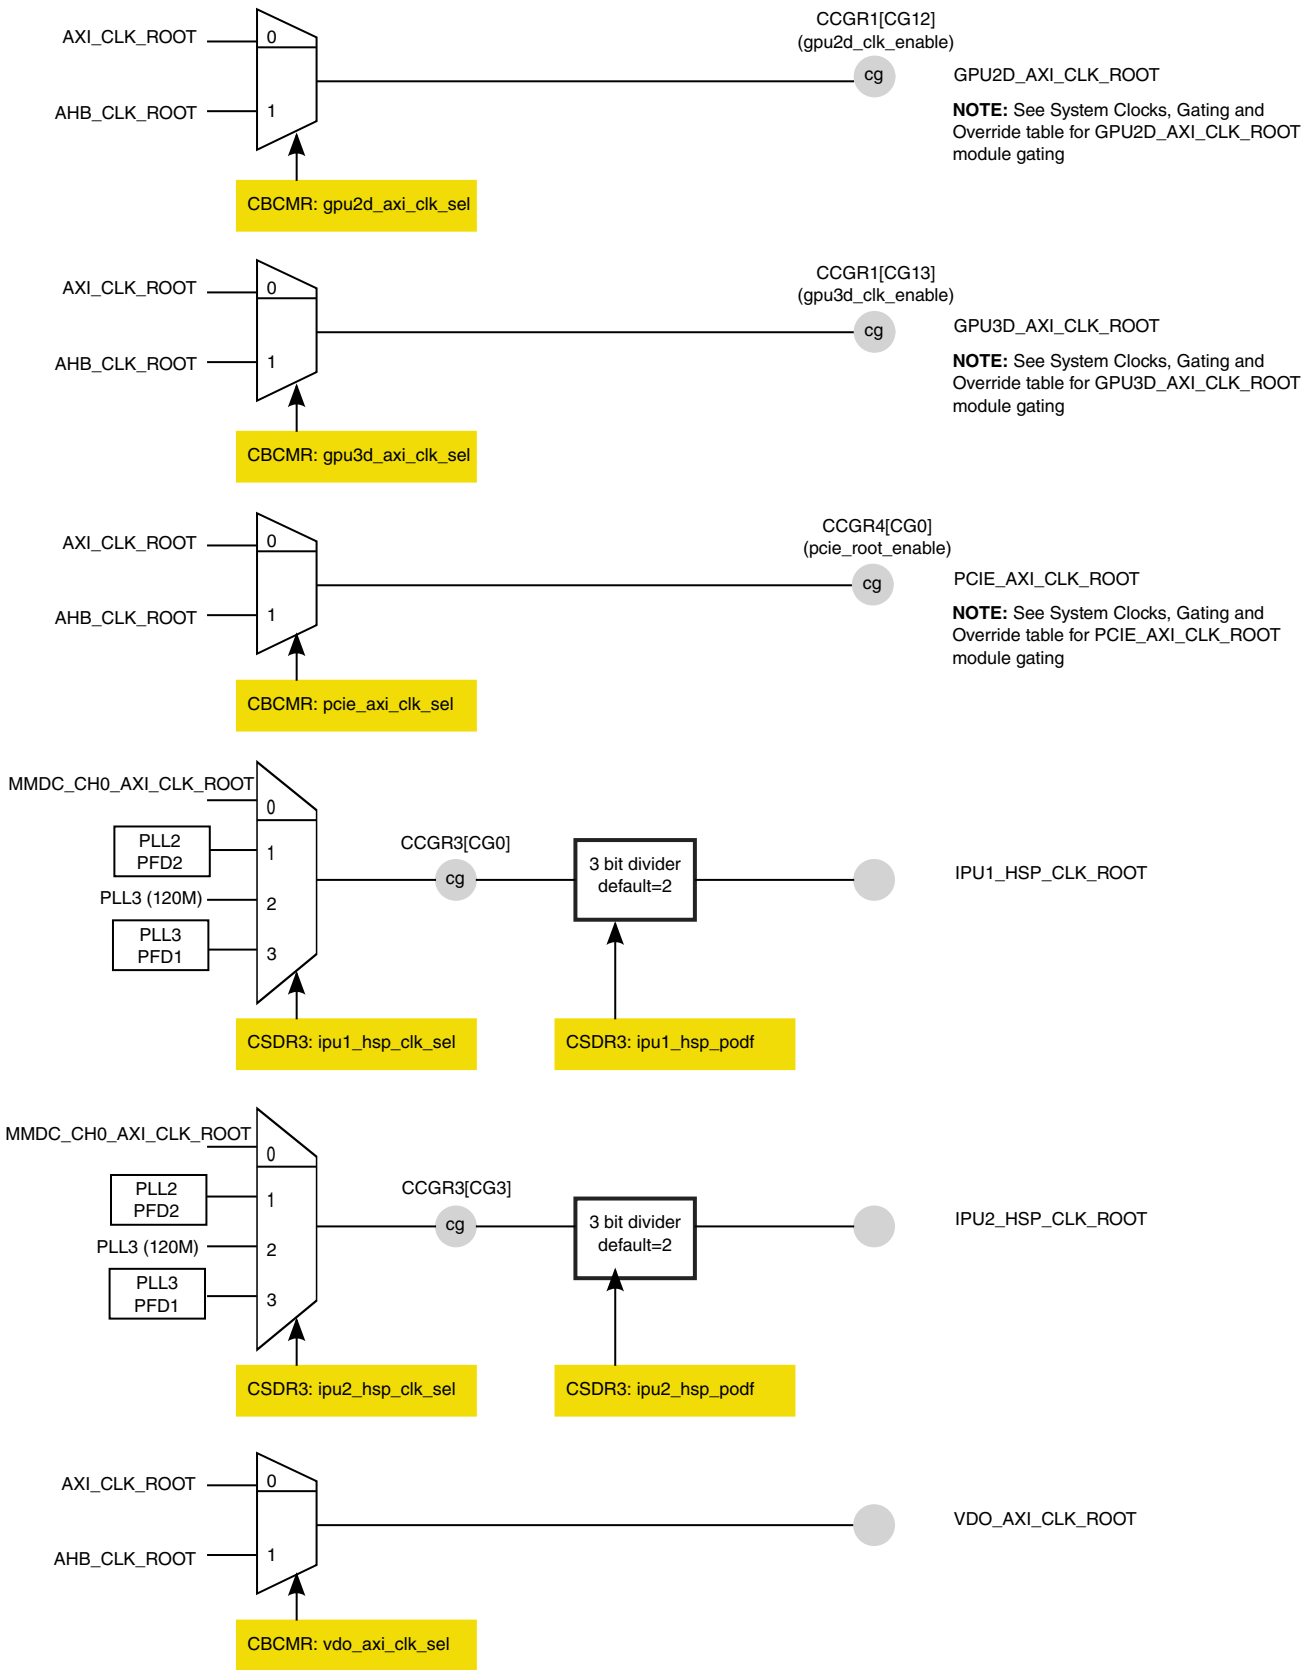 CCGR1[CG12]
(gpu2d_clk_enable)
AXI_CLK_ROOT
0
cg
GPU2D_AXI_CLK_ROOT
AHB_CLK_ROOT
1
NOTE: See System Clocks, Gating and
Override table for GPU2D_AXI_CLK_ROOT
module gating
CBCMR: gpu2d_axi_clk_sel
CCGR1[CG13]
(gpu3d_clk_enable)
AXI_CLK_ROOT
0
cg
GPU3D_AXI_CLK_ROOT
AHB_CLK_ROOT
1
NOTE: See System Clocks, Gating and
Override table for GPU3D_AXI_CLK_ROOT
module gating
CBCMR: gpu3d_axi_clk_sel
CCGR4[CG0]
(pcie_root_enable)
AXI_CLK_ROOT
0
cg
PCIE_AXI_CLK_ROOT
AHB_CLK_ROOT
1
NOTE: See System Clocks, Gating and
Override table for PCIE_AXI_CLK_ROOT
module gating
CBCMR: pcie_axi_clk_sel
MMDC_CH0_AXI_CLK_ROOT
0
PLL2
PFD2
1
PLL3 (120M)
2
PLL3
PFD1
3
CCGR3[CG0]
cg
3 bit divider
default=2
IPU1_HSP_CLK_ROOT
CSDR3: ipu1_hsp_clk_sel
CSDR3: ipu1_hsp_podf
MMDC_CH0_AXI_CLK_ROOT
0
PLL2
PFD2
1
PLL3 (120M)
2
PLL3
PFD1
3
CCGR3[CG3]
cg
3 bit divider
default=2
IPU2_HSP_CLK_ROOT
CSDR3: ipu2_hsp_clk_sel
CSDR3: ipu2_hsp_podf
AXI_CLK_ROOT
0
AHB_CLK_ROOT
1
VDO_AXI_CLK_ROOT
CBCMR: vdo_axi_clk_sel